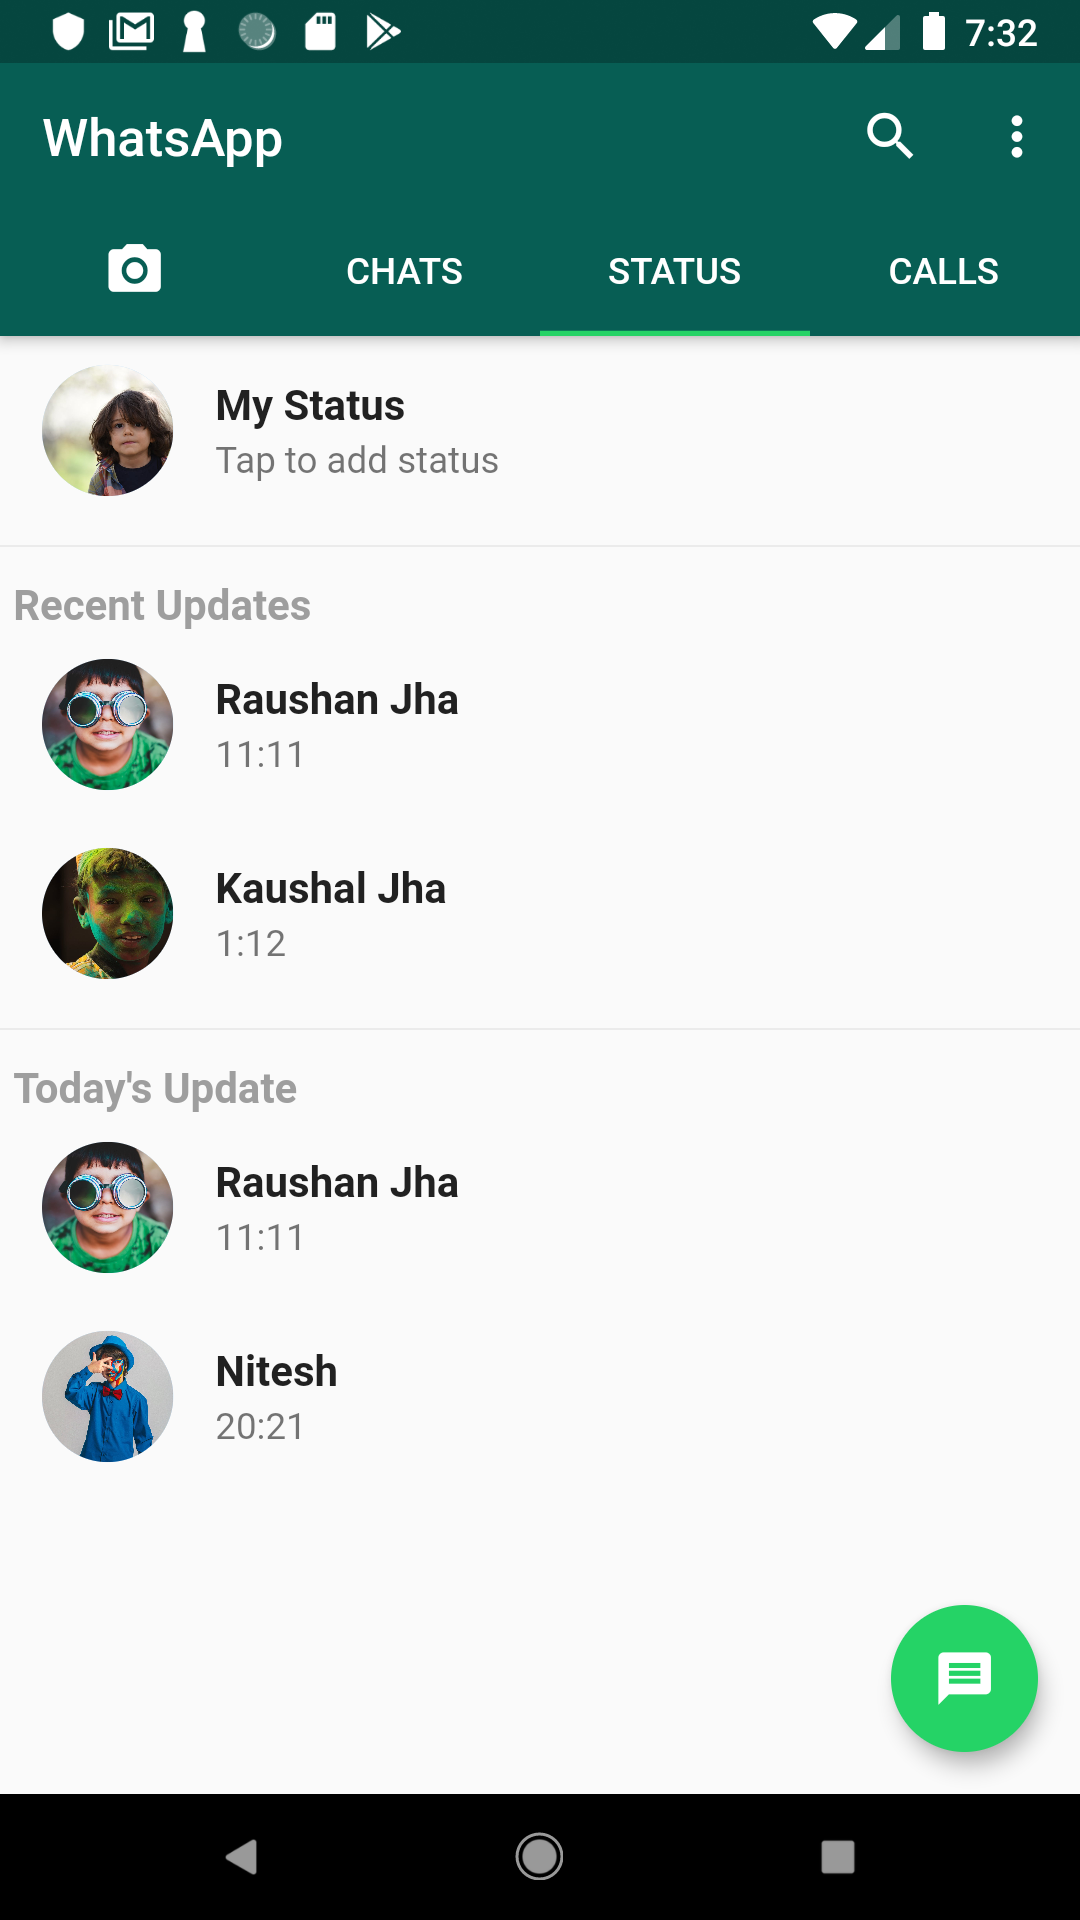 7:32
WhatsApp
CHATS STATUS CALLS
My Status
Tap to add status
Recent Updates
Raushan Jha
11:11
Kaushal Jha
1:12
Today's Update
Raushan Jha
11:11
Nitesh
20:21